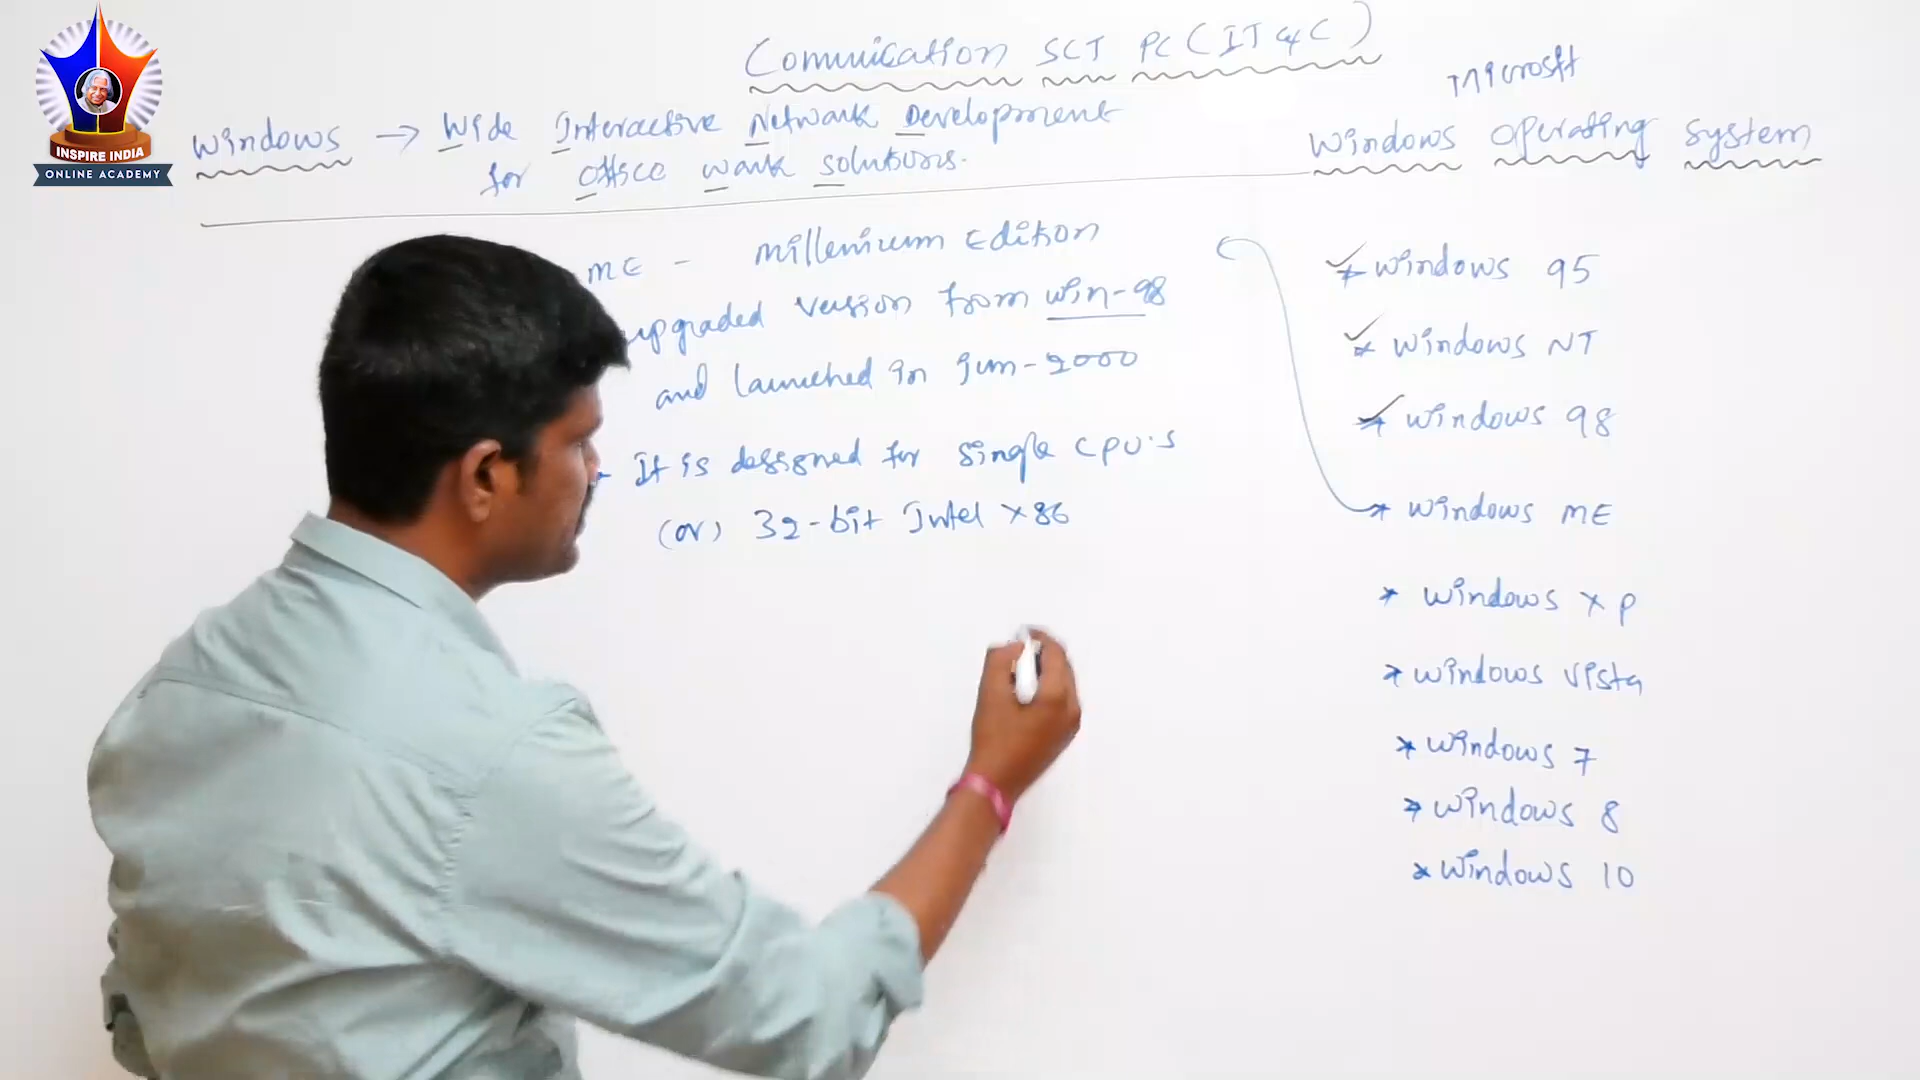 INSPIRE INDIA
ONLINE ACADEMY
Comunication SCT PC (IT & C)
Windows → Wide Interactive Network Development
for Office work solutions.
Microsft
Windows Operating System
ME - Millenium Edition
upgraded version from win-98
and launched in Jun-2000
It is designed for single CPU's
(or) 32-bit Intel x86
* Windows 95
* Windows NT
* Windows 98
* Windows ME
* Windows XP
* Windows Vista
* Windows 7
* Windows 8
* Windows 10